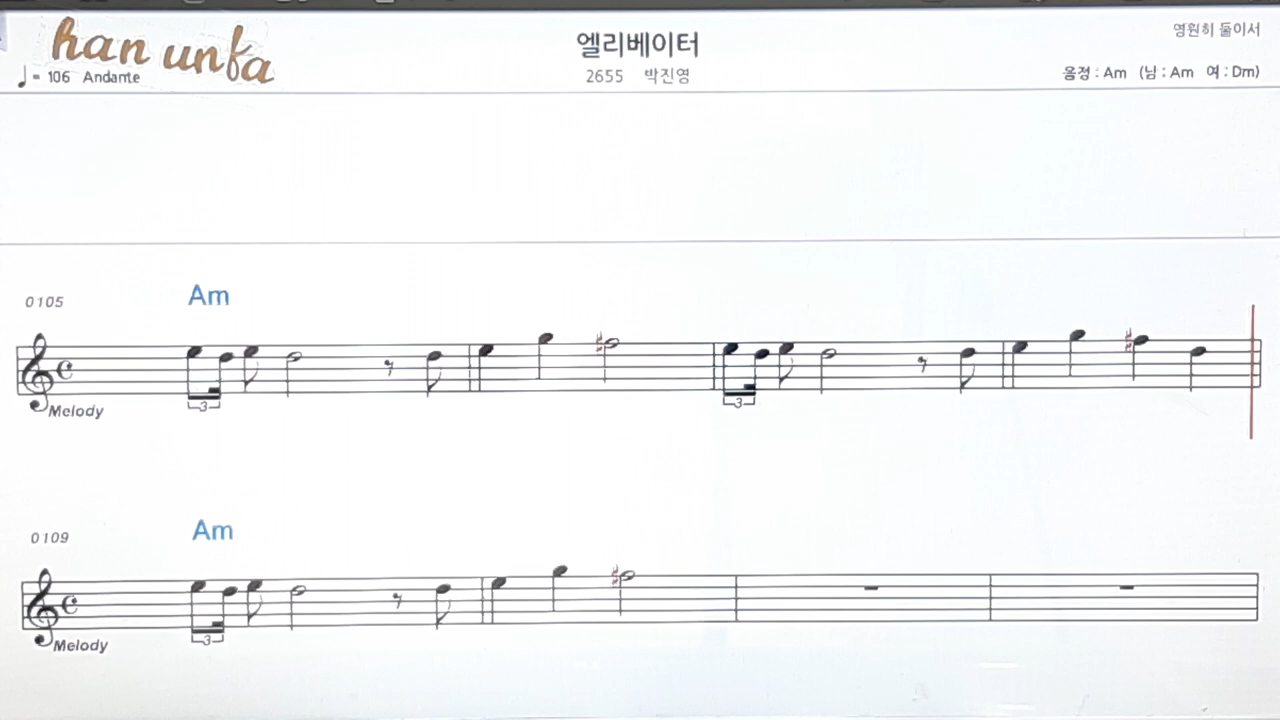 han unfa
엘리베이터
영훤히 둘이서
♩= 106 Andante
2655 박진영
음정 : Am (남 : Am 여 : Dm)
0105
Am
3
3
Melody
0109
Am
3
Melody